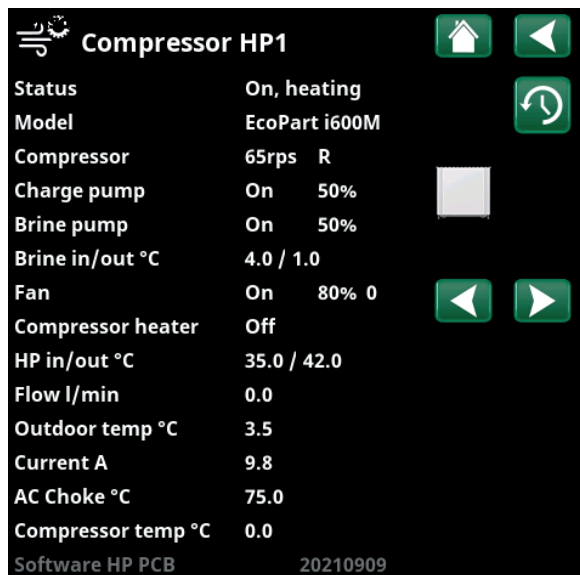 Compressor HP1
Status On, heating
Model EcoPart i600M
Compressor 65rps R
Charge pump On 50%
Brine pump On 50%
Brine in/out °C 4.0 / 1.0
Fan On 80% 0
Compressor heater Off
HP in/out °C 35.0 / 42.0
Flow l/min 0.0
Outdoor temp °C 3.5
Current A 9.8
AC Choke °C 75.0
Compressor temp °C 0.0
Software HP PCB 20210909